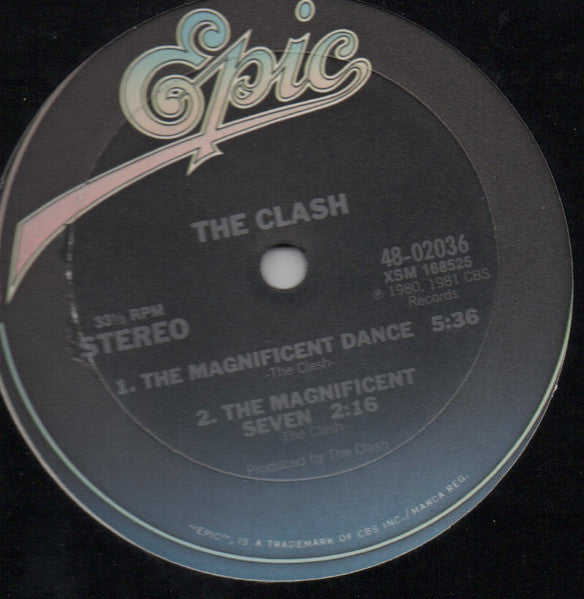 Epic
THE CLASH
48-02036
XSM 168525
℗ 1980, 1981 CBS
Records
33⅓ RPM
STEREO
1. THE MAGNIFICENT DANCE 5:36
-The Clash-
2. THE MAGNIFICENT
SEVEN 2:16
-The Clash-
Produced by The Clash
"EPIC", IS A TRADEMARK OF CBS INC./MARCA REG.